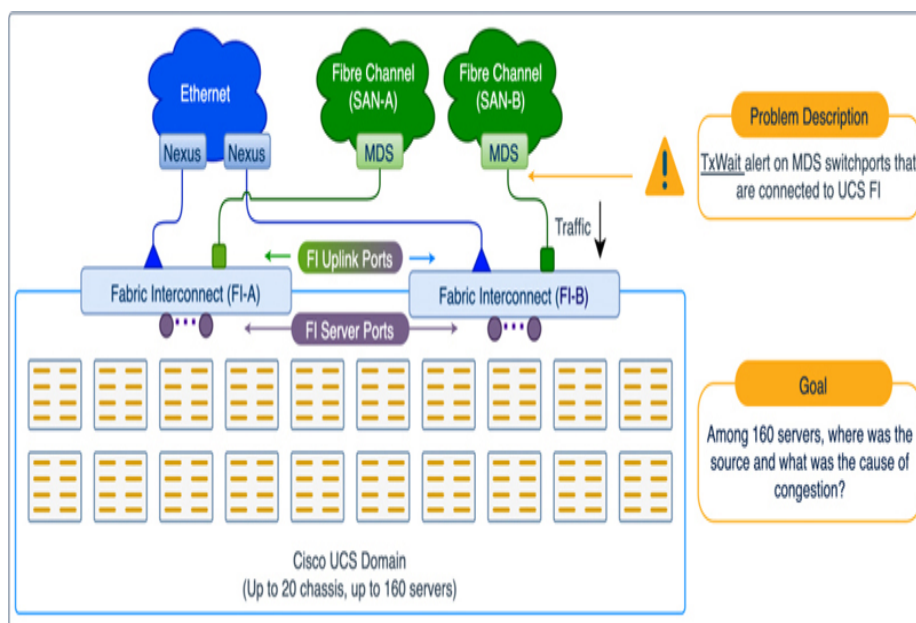 Ethernet
Nexus
Nexus
Fibre Channel
(SAN-A)
MDS
Fibre Channel
(SAN-B)
MDS
Problem Description
TxWait alert on MDS switchports that
are connected to UCS FI
Traffic
FI Uplink Ports
Fabric Interconnect (FI-A)
Fabric Interconnect (FI-B)
FI Server Ports
Goal
Among 160 servers, where was the
source and what was the cause of
congestion?
Cisco UCS Domain
(Up to 20 chassis, up to 160 servers)